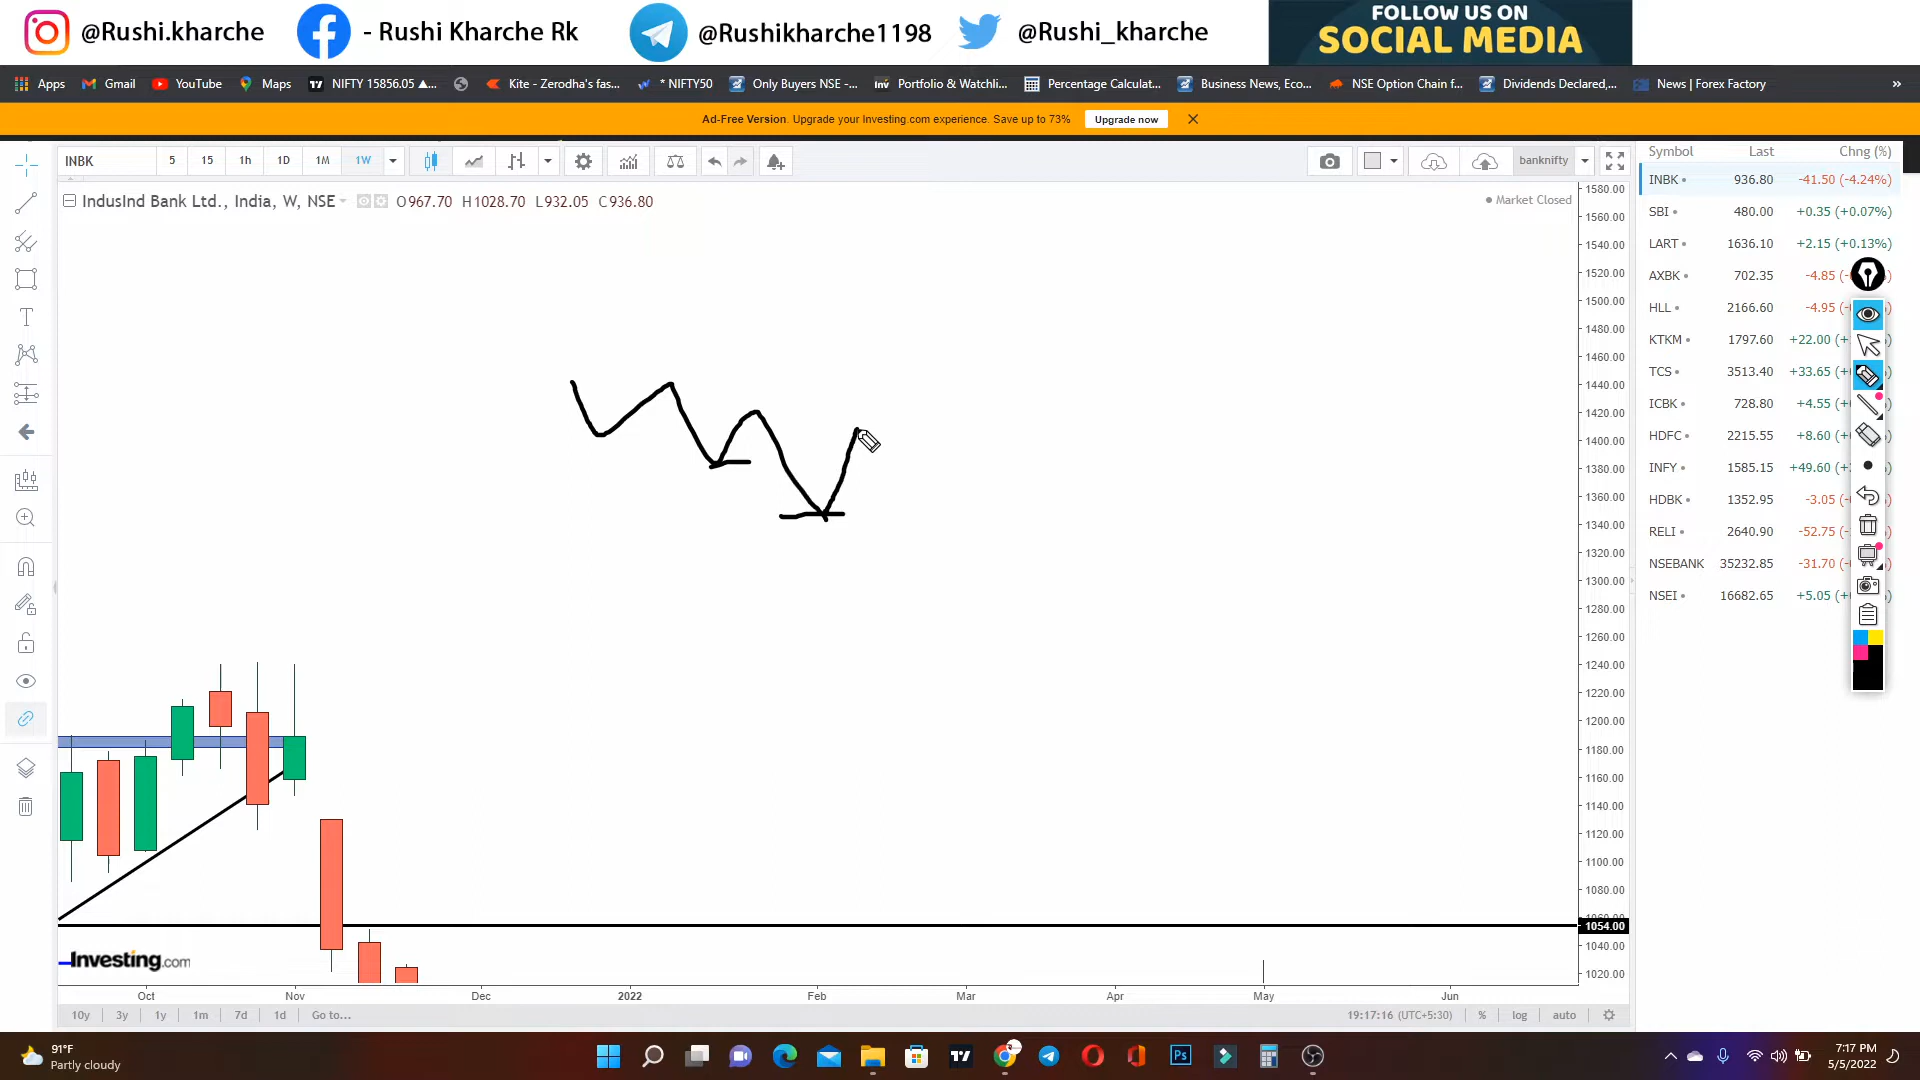 @Rushi.kharche - Rushi Kharche Rk @Rushikharche1198 @Rushi_kharche FOLLOW US ON
SOCIAL MEDIA
Apps Gmail YouTube Maps NIFTY 15856.05 ▲... Kite - Zerodha's fas... * NIFTY50 Only Buyers NSE -... Portfolio & Watchli... Percentage Calculat... Business News, Eco... NSE Option Chain f... Dividends Declared,... News | Forex Factory »
Ad-Free Version. Upgrade your Investing.com experience. Save up to 73% Upgrade now
INBK 5 15 1h 1D 1M 1W banknifty
IndusInd Bank Ltd., India, W, NSE O967.70 H1028.70 L932.05 C936.80 Market Closed
Symbol Last Chng (%)
INBK 936.80 -41.50 (-4.24%)
SBI 480.00 +0.35 (+0.07%)
LART 1636.10 +2.15 (+0.13%)
AXBK 702.35 -4.85
HLL 2166.60 -4.95
KTKM 1797.60 +22.00
TCS 3513.40 +33.65
ICBK 728.80 +4.55
HDFC 2215.55 +8.60
INFY 1585.15 +49.60
HDBK 1352.95 -3.05
RELI 2640.90 -52.75
NSEBANK 35232.85 -31.70
NSEI 16682.65 +5.05
1580.00
1560.00
1540.00
1520.00
1500.00
1480.00
1460.00
1440.00
1420.00
1400.00
1380.00
1360.00
1340.00
1320.00
1300.00
1280.00
1260.00
1240.00
1220.00
1200.00
1180.00
1160.00
1140.00
1120.00
1100.00
1080.00
1054.00
1040.00
1020.00
Investing.com
Oct Nov Dec 2022 Feb Mar Apr May Jun
10y 3y 1y 1m 7d 1d Go to... 19:17:16 (UTC+5:30) % log auto
91°F
Partly cloudy
7:17 PM
5/5/2022